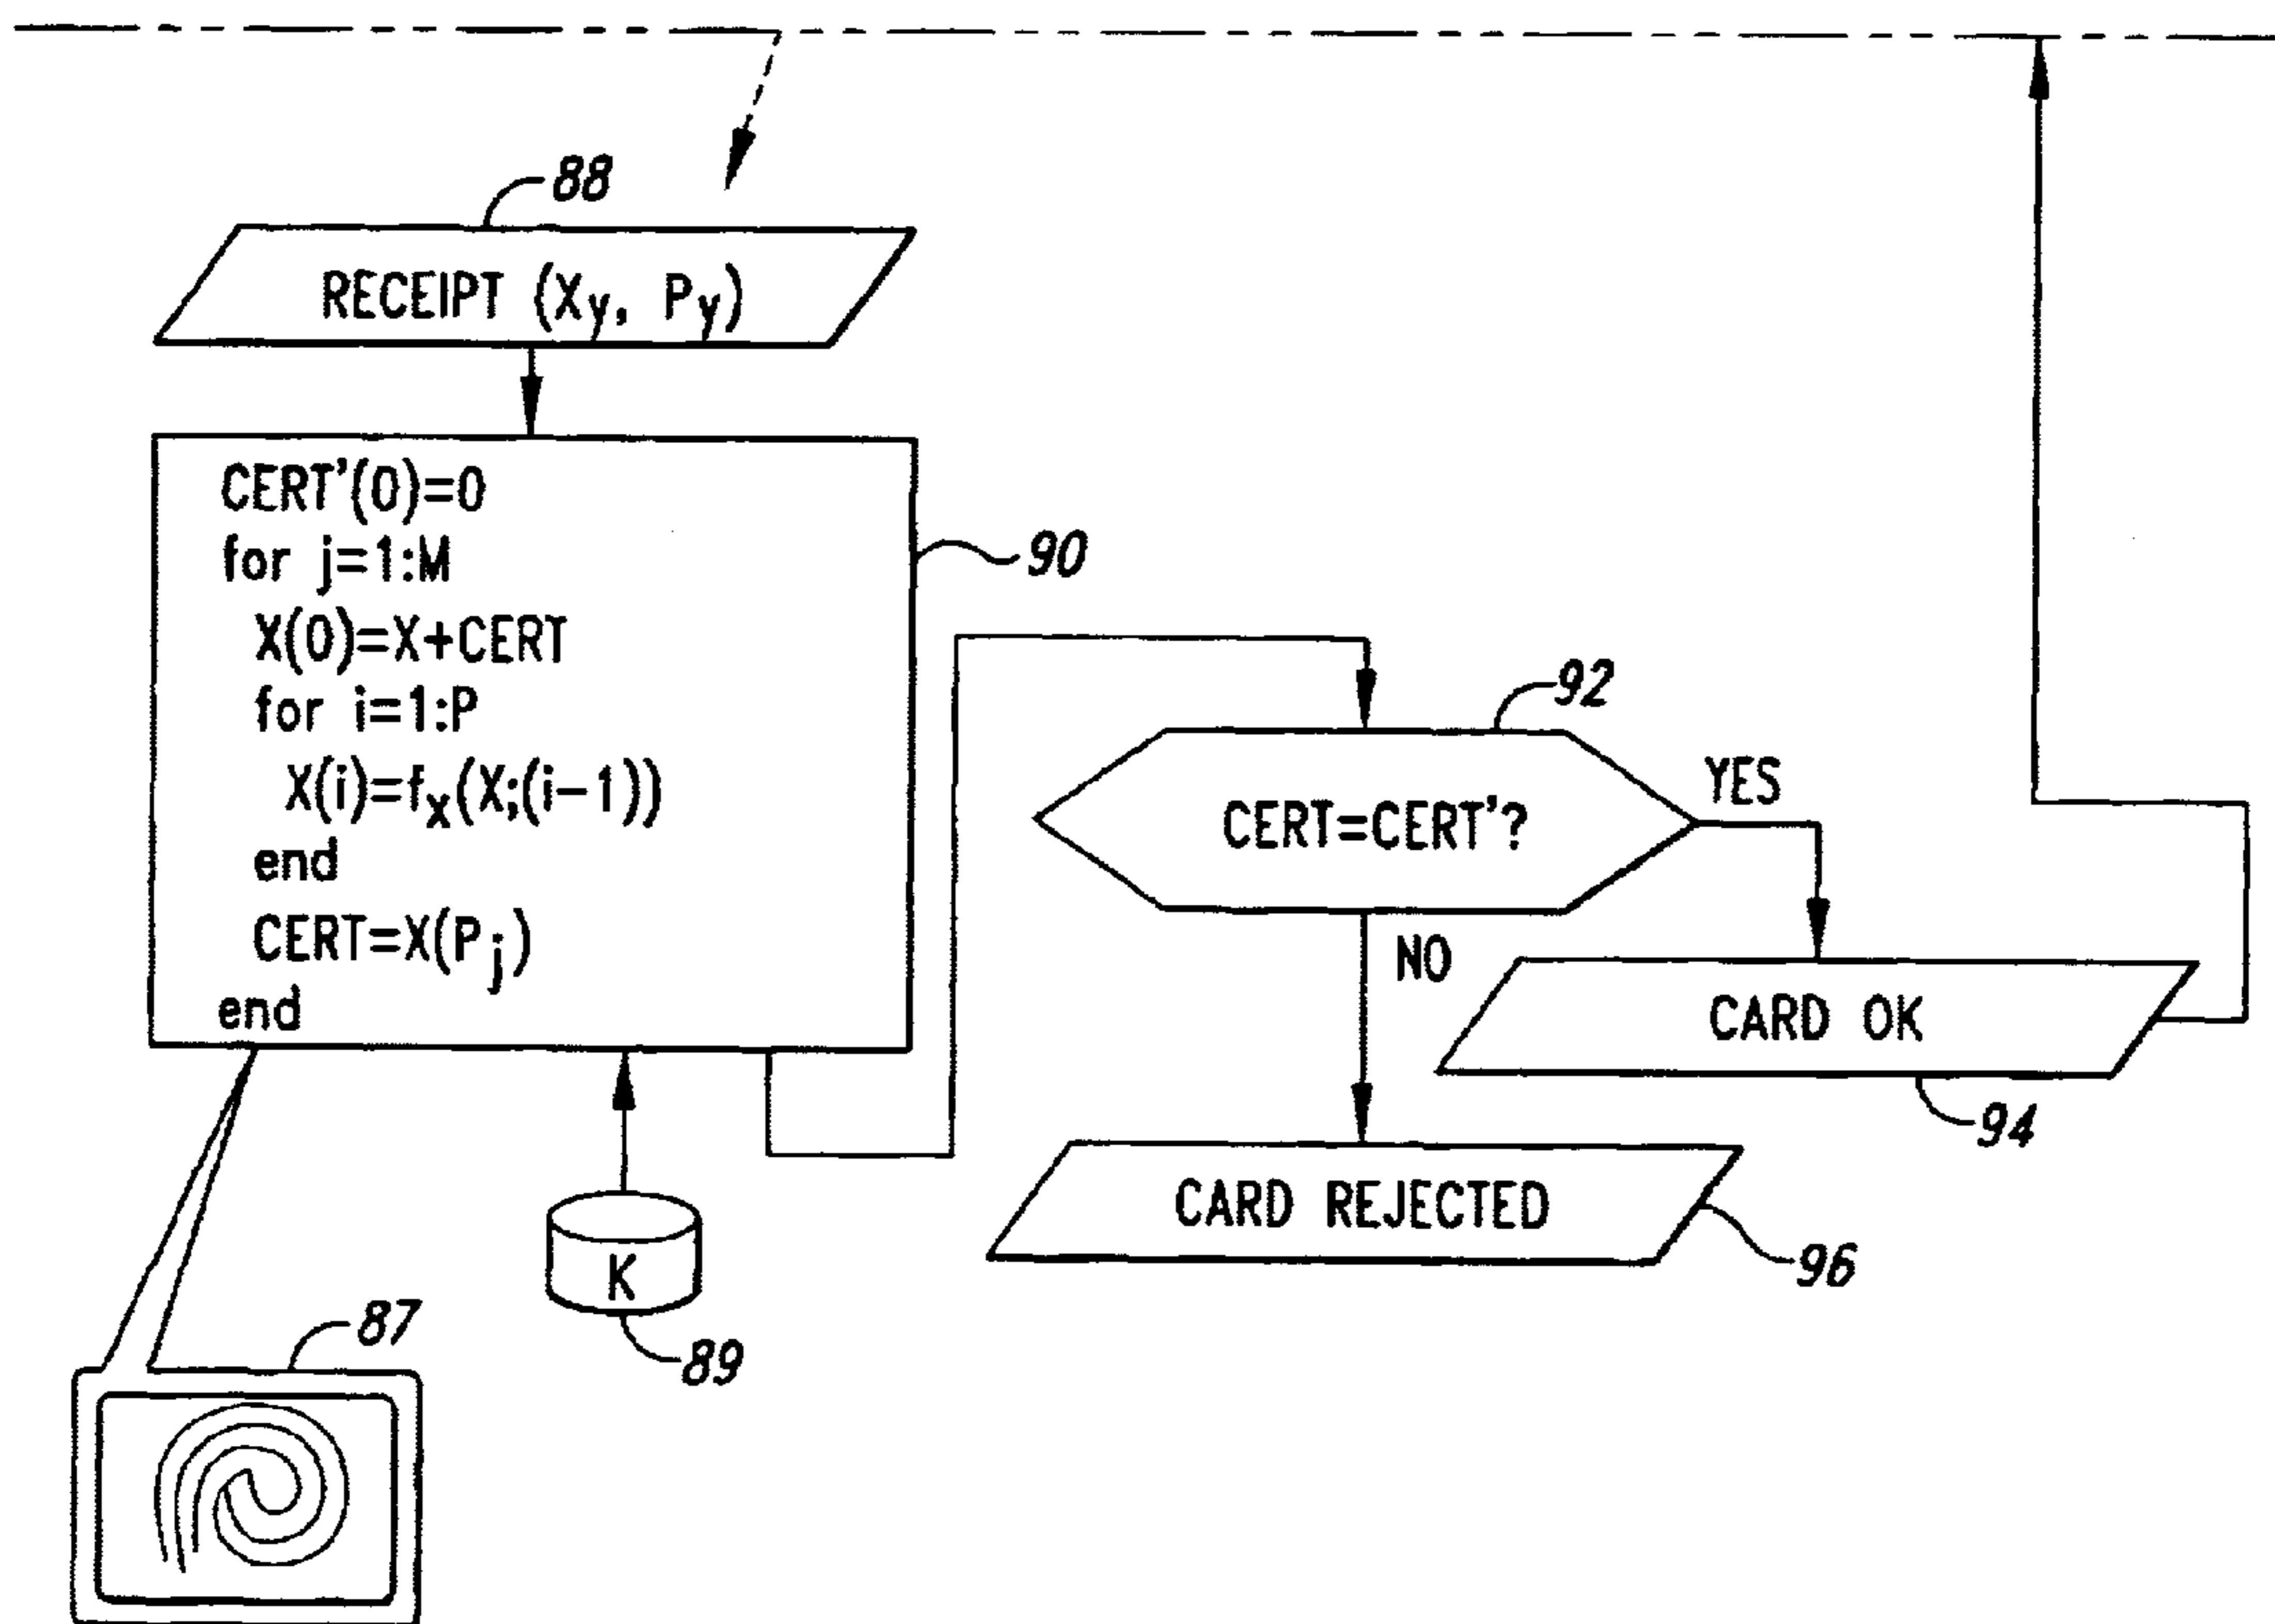 88
RECEIPT (Xy, Py)
CERT'(0)=0
for j=1:M
X(0)=X+CERT
for i=1:P
X(i)=fx(X;(i-1))
end
CERT=X(Pj)
end
90
92
CERT=CERT'?
YES
NO
CARD OK
94
CARD REJECTED
96
K
89
87